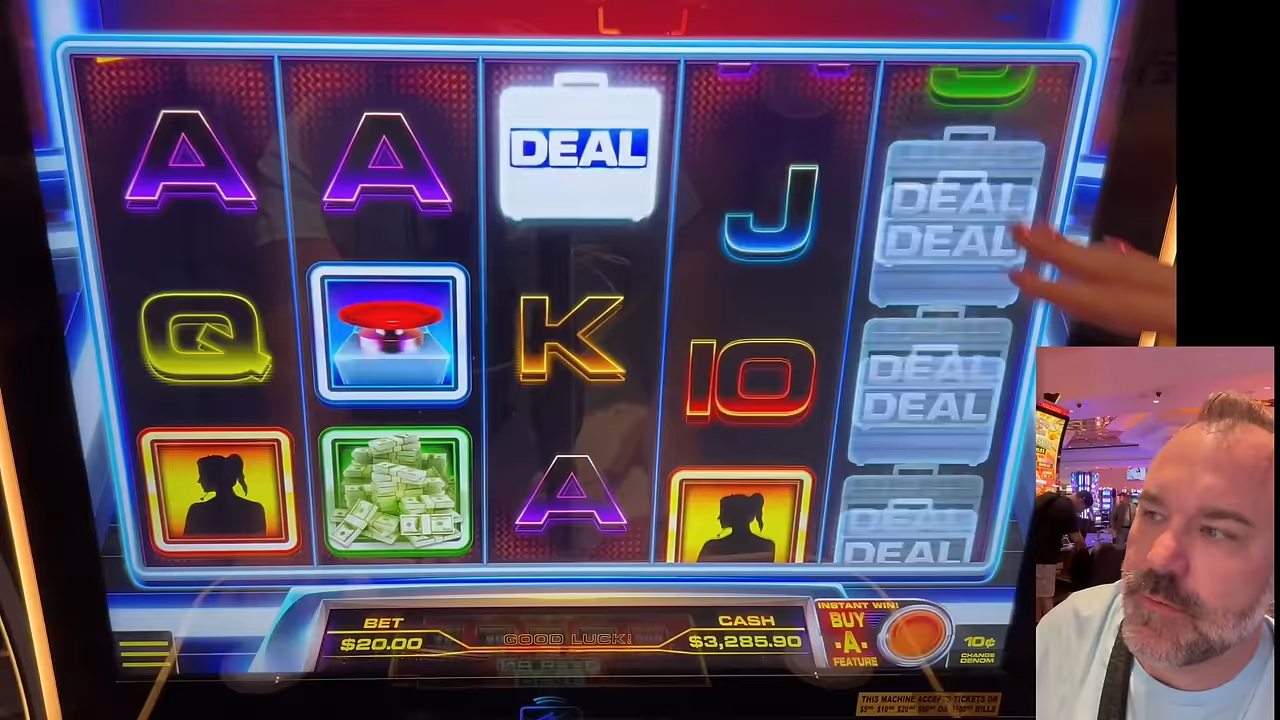 A A DEAL J DEAL
DEAL
Q K 10 DEAL
DEAL
A DEAL
DEAL
BET
$20.00
GOOD LUCK!
CASH
$3,285.90
INSTANT WIN!
BUY
-A-
FEATURE
10¢
CHANGE
DENOM
THIS MACHINE ACCEPTS TICKETS OR